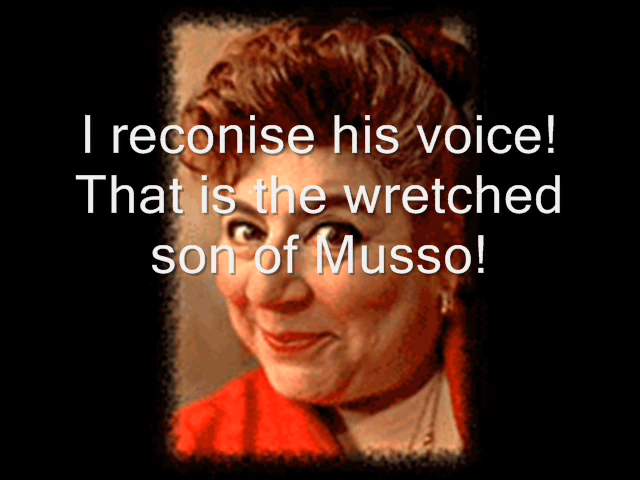 I reconise his voice!
That is the wretched
son of Musso!